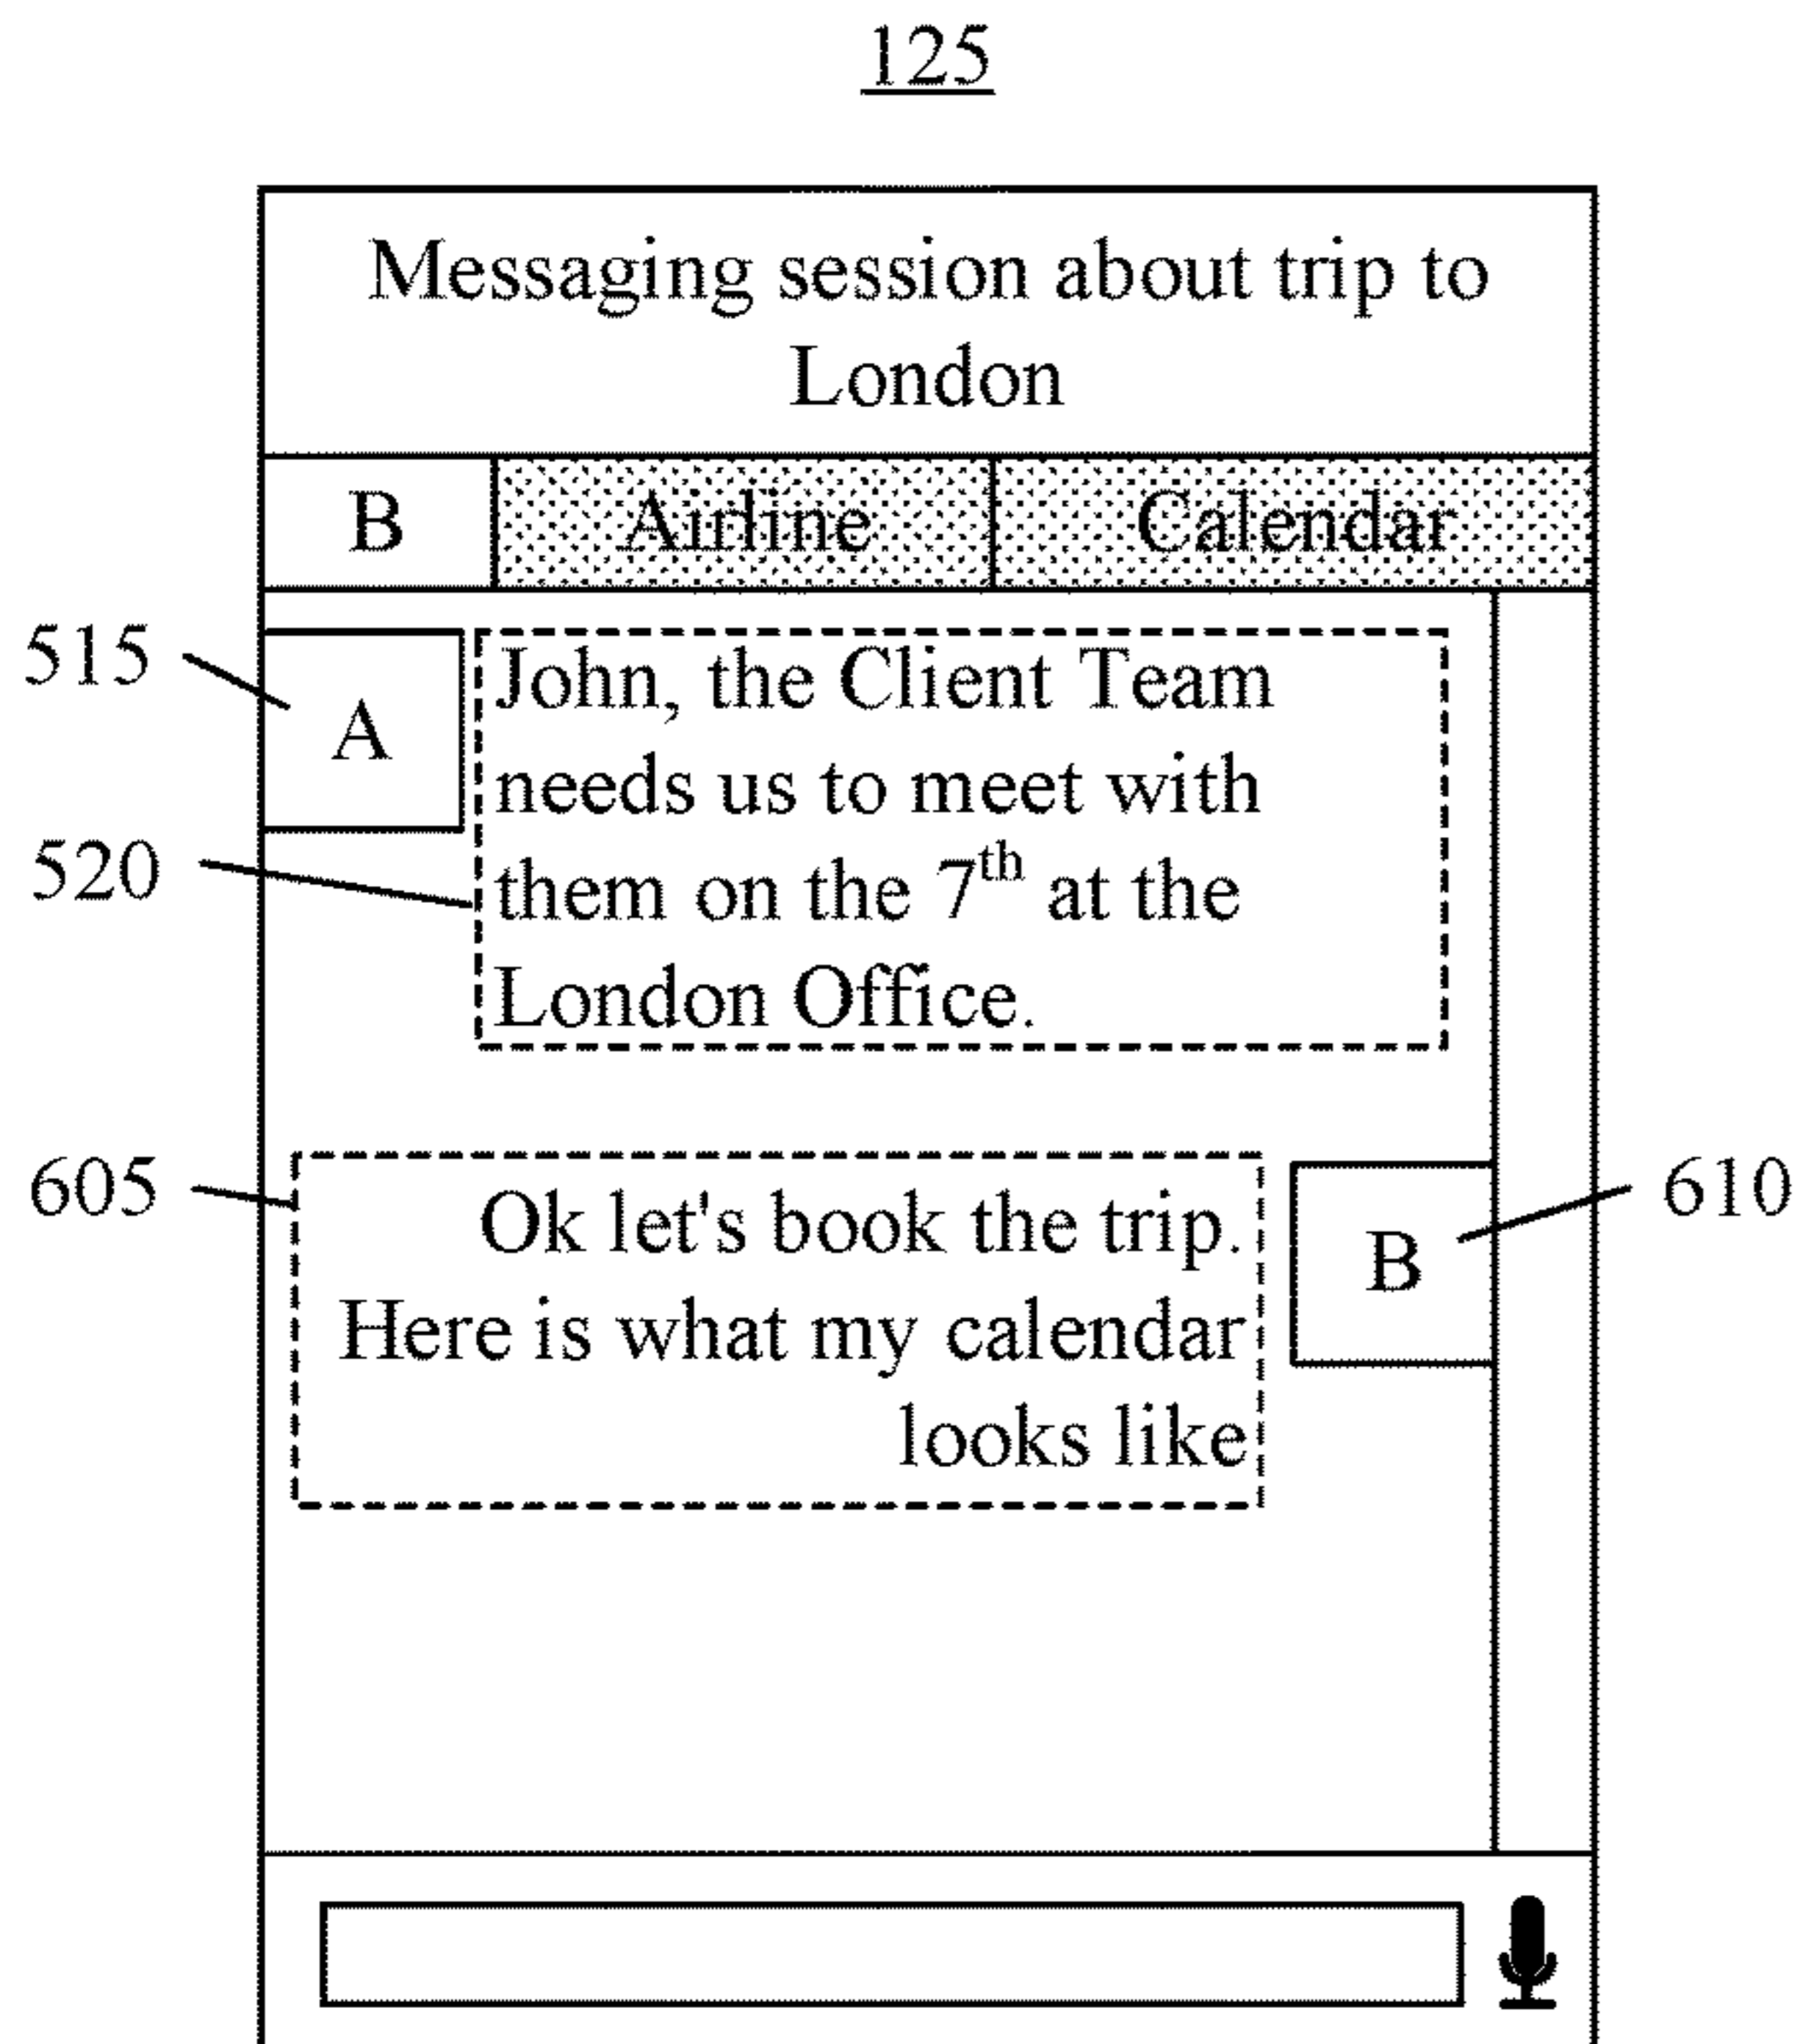 125
Messaging session about trip to
London
B Airline Calendar
515
A
John, the Client Team
needs us to meet with
520
them on the 7th at the
London Office.
605
Ok let's book the trip.
610
B
Here is what my calendar
looks like